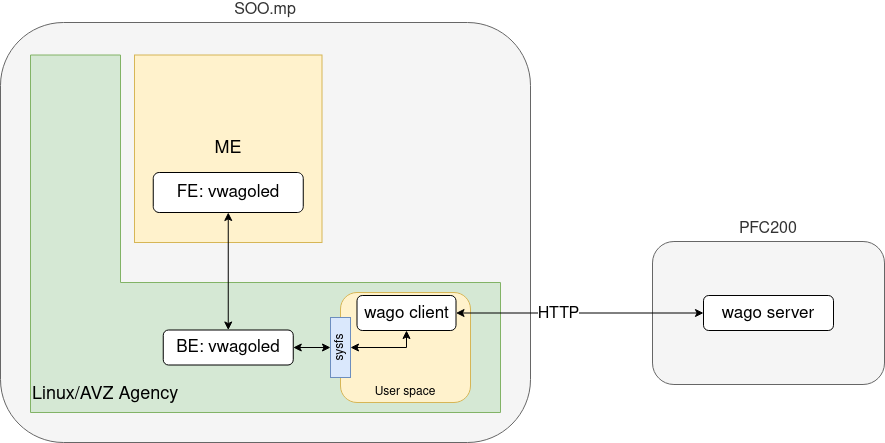 SOO.mp
ME
FE: vwagoled
PFC200
wago client
HTTP
wago server
BE: vwagoled
sysfs
User space
Linux/AVZ Agency